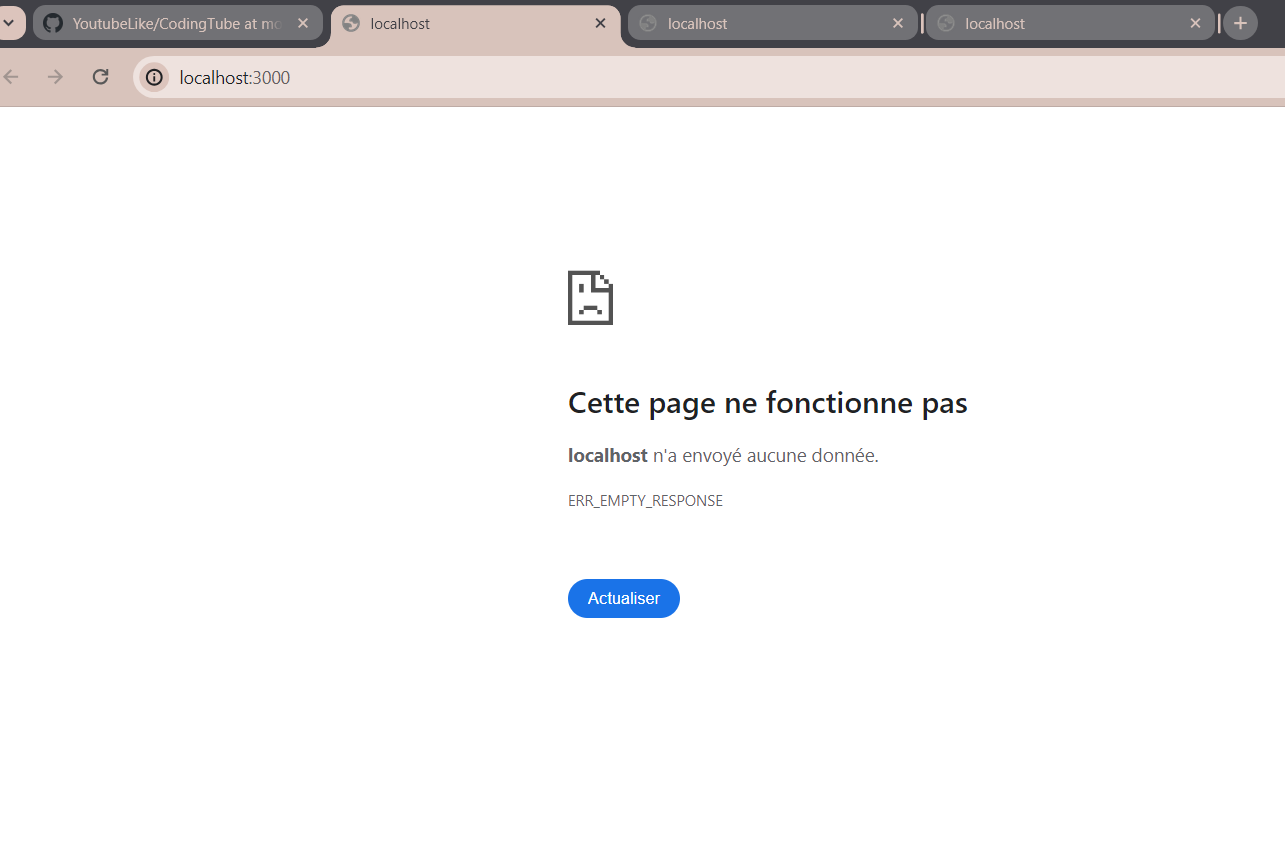 YoutubeLike/CodingTube at mo
localhost
localhost
localhost
localhost:3000
Cette page ne fonctionne pas
localhost n'a envoyé aucune donnée.
ERR_EMPTY_RESPONSE
Actualiser